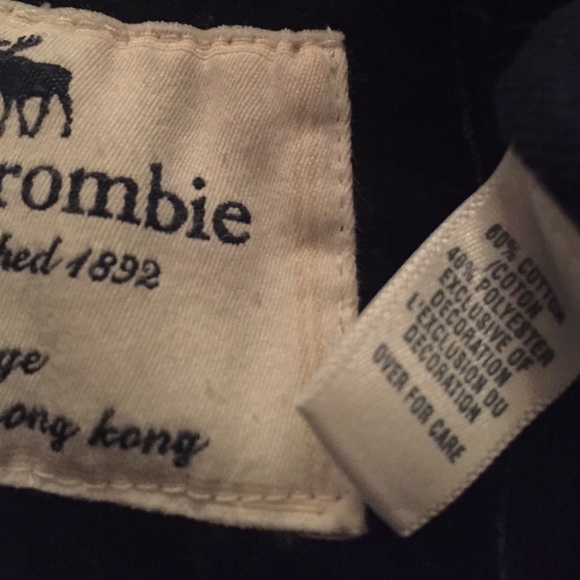 rombie
hed 1892
ge
ong kong
60% COTTON
/COTON
40% POLYESTER
EXCLUSIVE OF
DECORATION
L'EXCLUSION DU
DECORATION
OVER FOR CARE